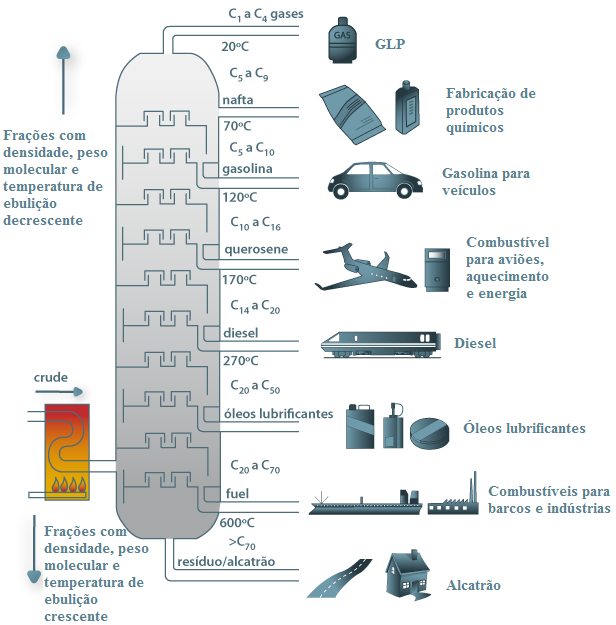 C1 a C4 gases
20ºC
GAS
GLP
C5 a C9
nafta
Fabricação de
produtos
químicos
70ºC
C5 a C10
gasolina
Gasolina para
veículos
Frações com
densidade, peso
molecular e
temperatura de
ebulição
decrescente
120ºC
C10 a C16
querosene
Combustível
para aviões,
aquecimento
e energia
170ºC
C14 a C20
diesel
Diesel
270ºC
C20 a C50
óleos lubrificantes
Óleos lubrificantes
crude
C20 a C70
fuel
Combustíveis para
barcos e indústrias
600ºC
>C70
resíduo/alcatrão
Alcatrão
Frações com
densidade, peso
molecular e
temperatura de
ebulição
crescente